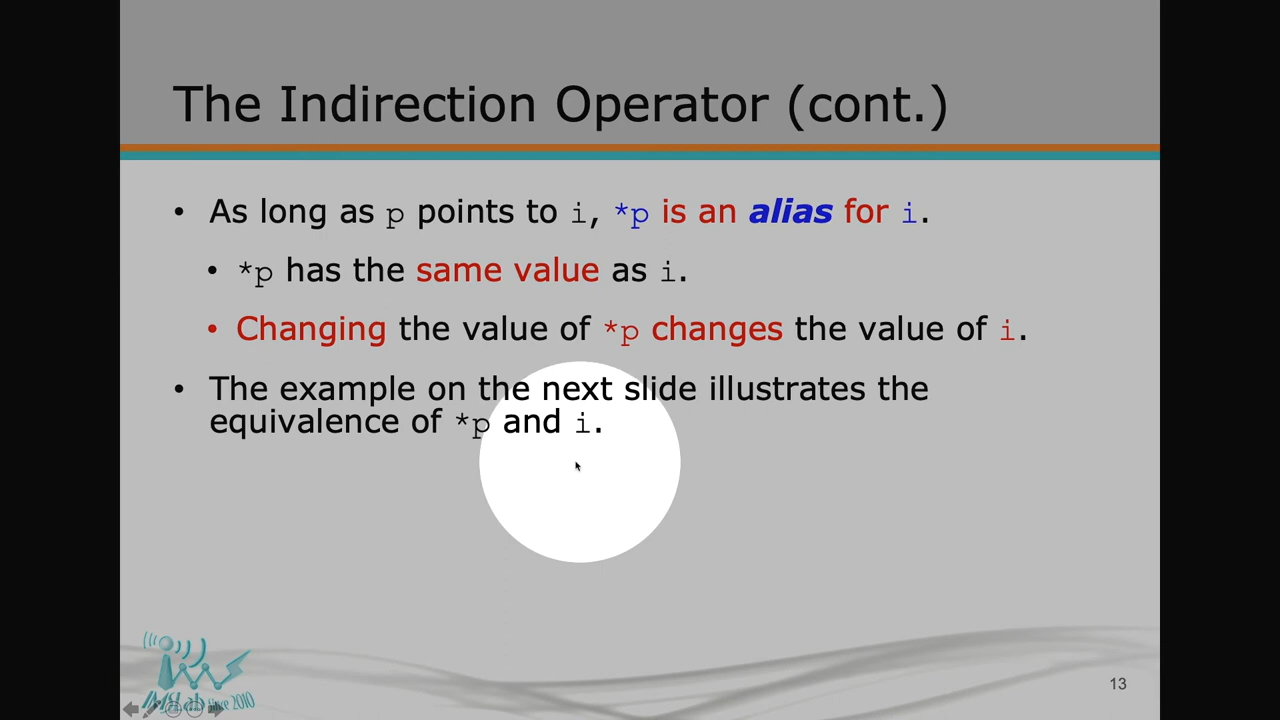 The Indirection Operator (cont.)
• As long as p points to i, *p is an alias for i.
• *p has the same value as i.
• Changing the value of *p changes the value of i.
• The example on the next slide illustrates the
equivalence of *p and i.
since 2010
13